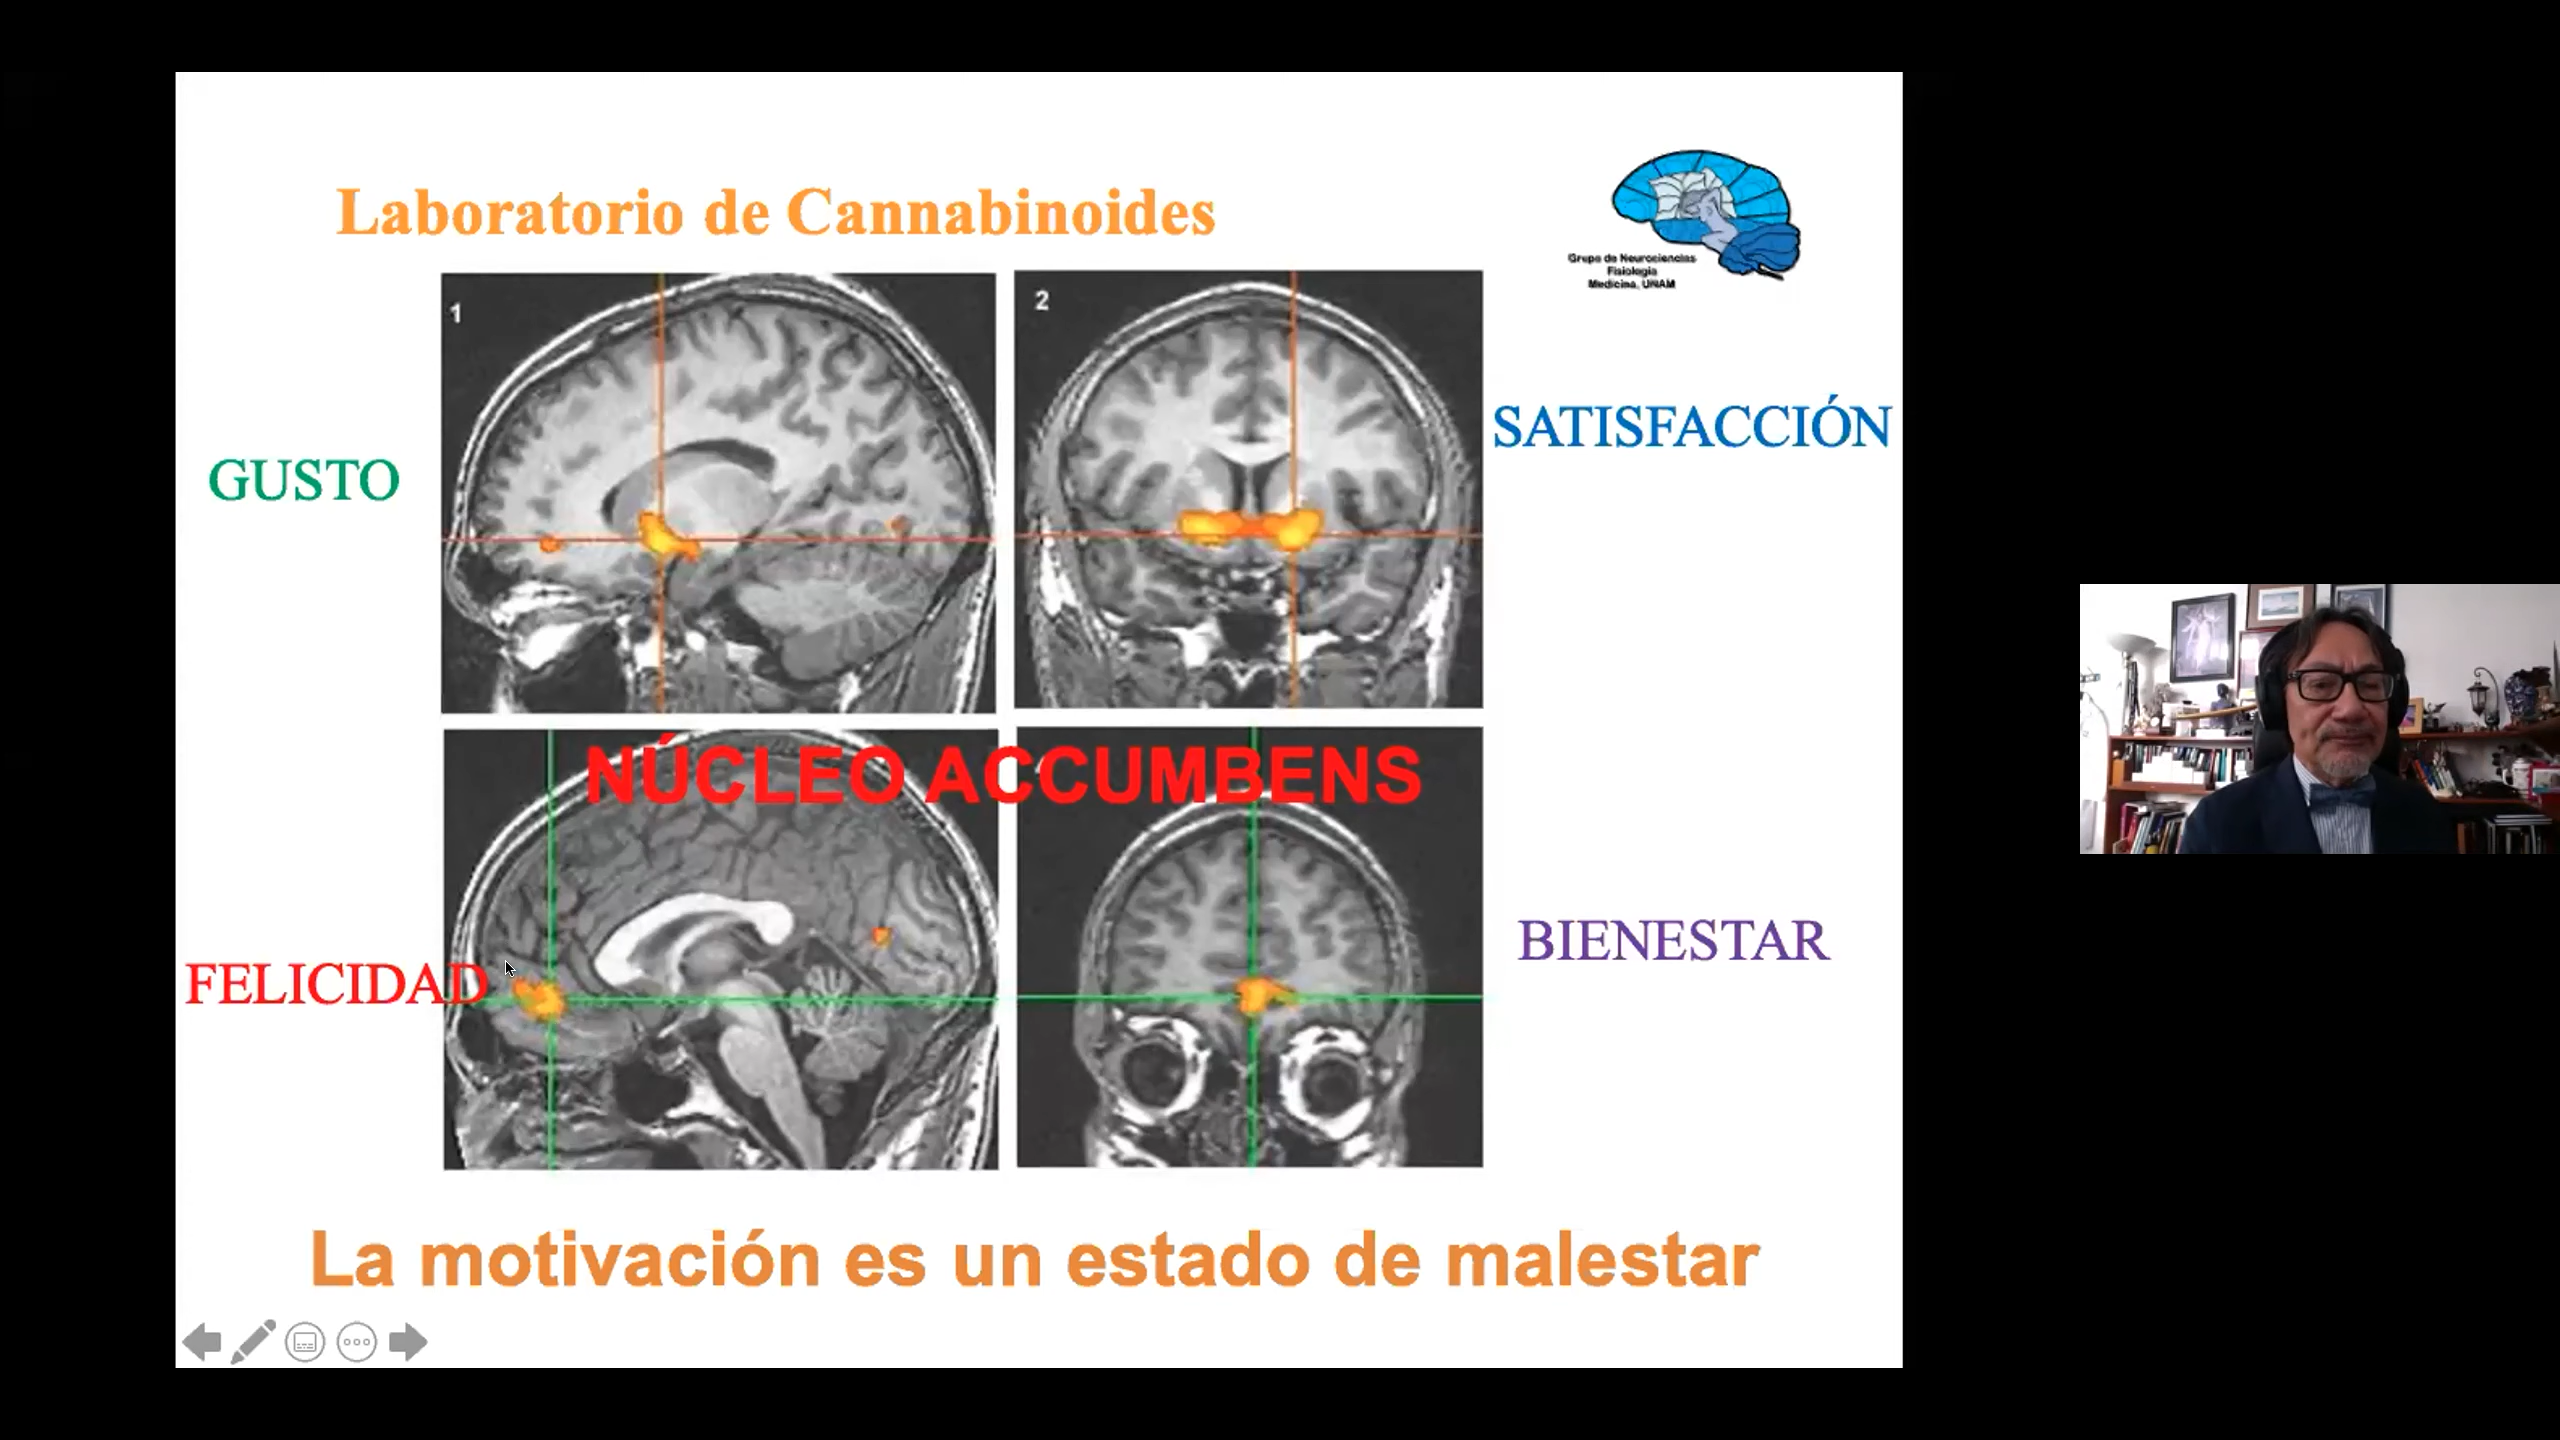 Laboratorio de Cannabinoides
Grupo de Neurociencias
Fisiología
Medicina, UNAM
1
2
SATISFACCIÓN
GUSTO
NÚCLEO ACCUMBENS
BIENESTAR
FELICIDAD
La motivación es un estado de malestar